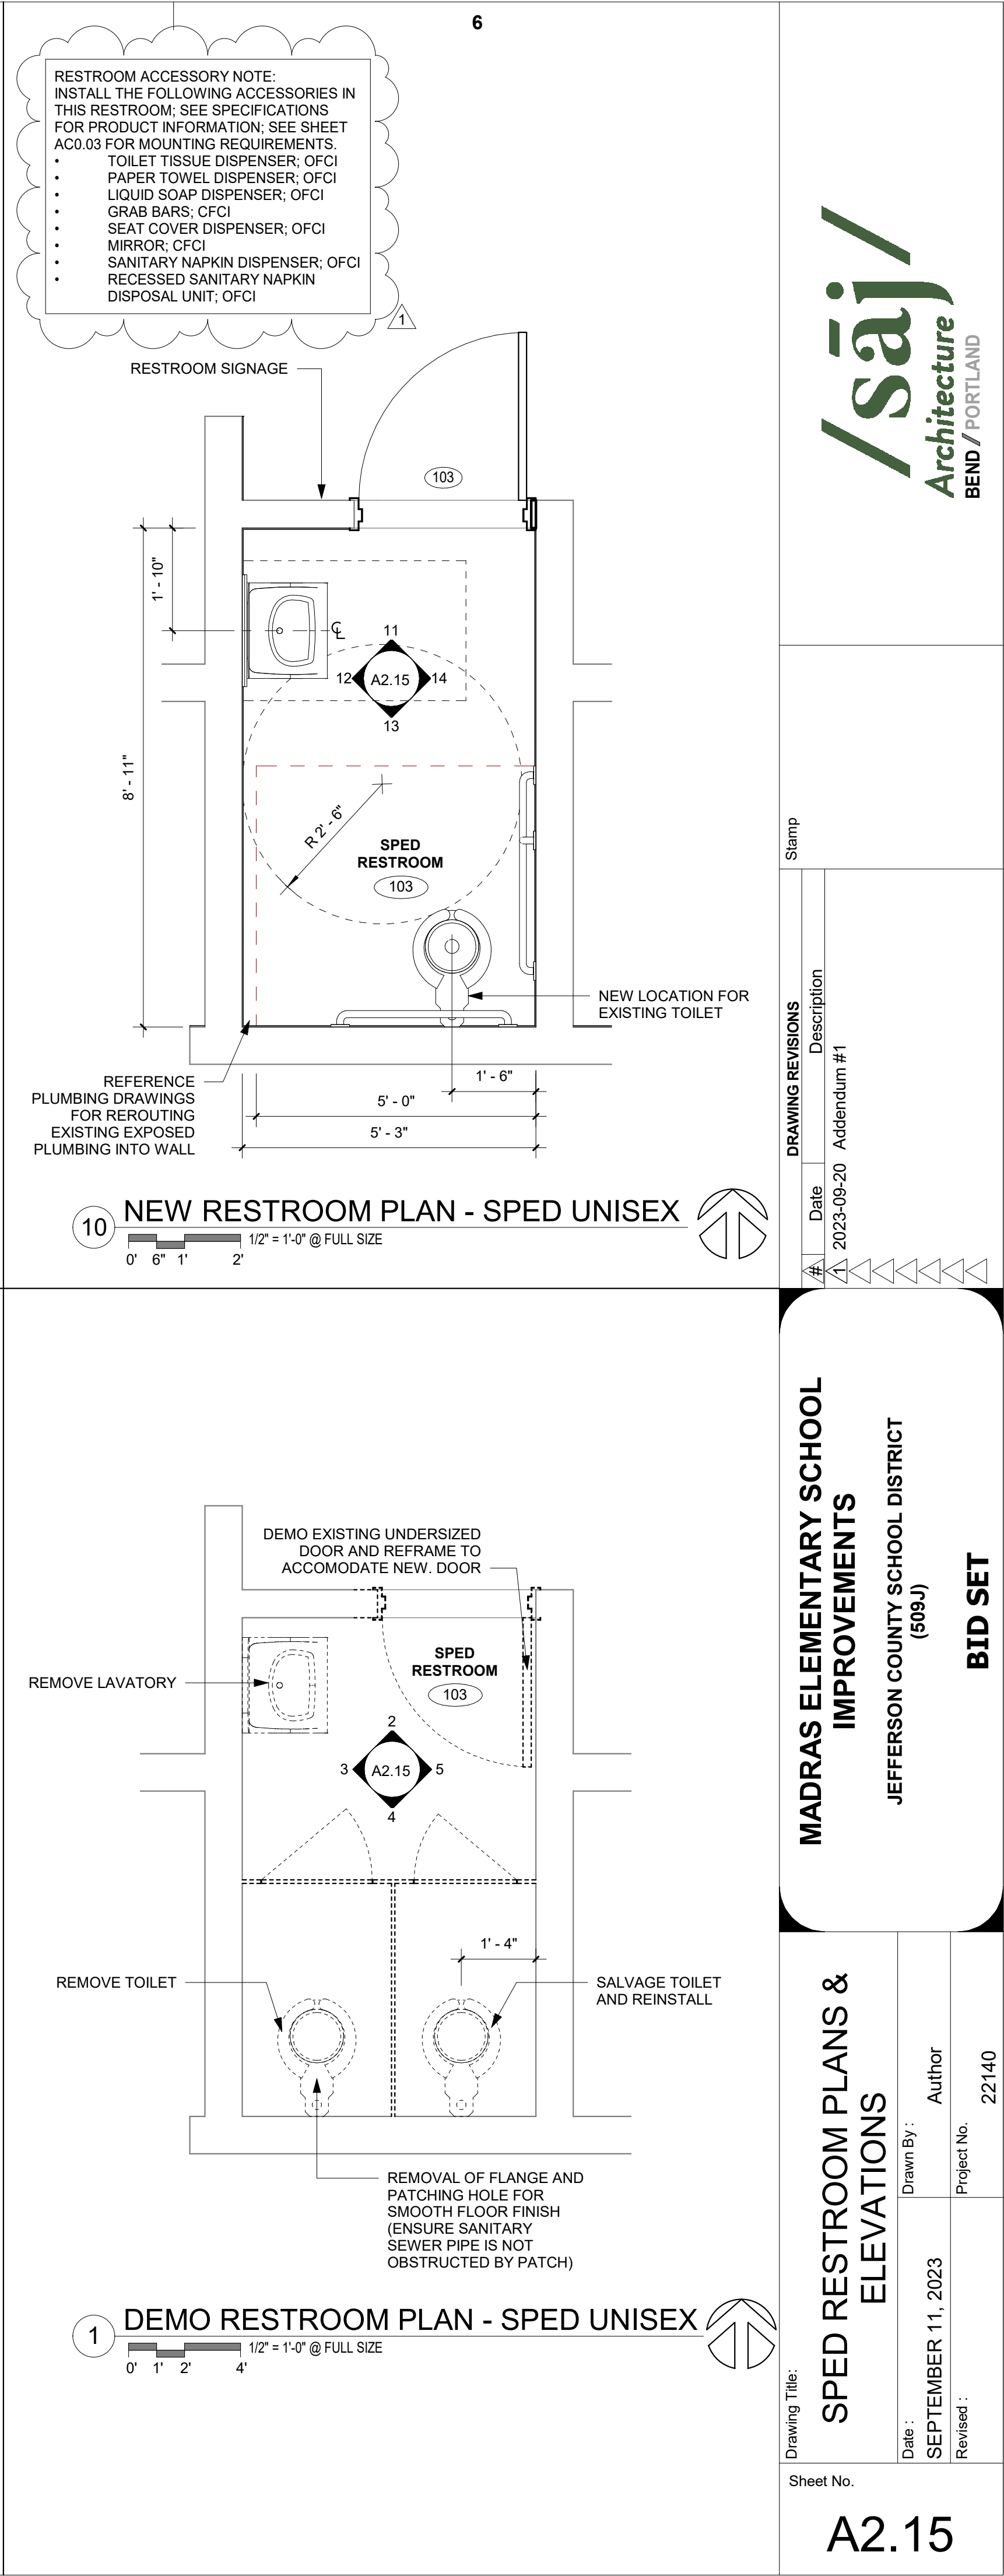 6
RESTROOM ACCESSORY NOTE:
INSTALL THE FOLLOWING ACCESSORIES IN
THIS RESTROOM; SEE SPECIFICATIONS
FOR PRODUCT INFORMATION; SEE SHEET
AC0.03 FOR MOUNTING REQUIREMENTS.
• TOILET TISSUE DISPENSER; OFCI
• PAPER TOWEL DISPENSER; OFCI
• LIQUID SOAP DISPENSER; OFCI
• GRAB BARS; CFCI
• SEAT COVER DISPENSER; OFCI
• MIRROR; CFCI
• SANITARY NAPKIN DISPENSER; OFCI
• RECESSED SANITARY NAPKIN
DISPOSAL UNIT; OFCI
1
RESTROOM SIGNAGE
103
1' - 10"
℄
11
12 A2.15 14
13
8' - 11"
R 2' - 6"
SPED
RESTROOM
103
NEW LOCATION FOR
EXISTING TOILET
REFERENCE
PLUMBING DRAWINGS
FOR REROUTING
EXISTING EXPOSED
PLUMBING INTO WALL
1' - 6"
5' - 0"
5' - 3"
10 NEW RESTROOM PLAN - SPED UNISEX
1/2" = 1'-0" @ FULL SIZE
0' 6" 1' 2'
DEMO EXISTING UNDERSIZED
DOOR AND REFRAME TO
ACCOMODATE NEW. DOOR
SPED
RESTROOM
103
REMOVE LAVATORY
2
3 A2.15 5
4
1' - 4"
REMOVE TOILET
SALVAGE TOILET
AND REINSTALL
REMOVAL OF FLANGE AND
PATCHING HOLE FOR
SMOOTH FLOOR FINISH
(ENSURE SANITARY
SEWER PIPE IS NOT
OBSTRUCTED BY PATCH)
1 DEMO RESTROOM PLAN - SPED UNISEX
1/2" = 1'-0" @ FULL SIZE
0' 1' 2' 4'
/sāj/
Architecture
BEND // PORTLAND
Stamp
DRAWING REVISIONS
# Date Description
1 2023-09-20 Addendum #1
MADRAS ELEMENTARY SCHOOL
IMPROVEMENTS
JEFFERSON COUNTY SCHOOL DISTRICT
(509J)
BID SET
Drawing Title:
SPED RESTROOM PLANS &
ELEVATIONS
Date :
SEPTEMBER 11, 2023
Drawn By :
Author
Revised :
Project No.
22140
Sheet No.
A2.15